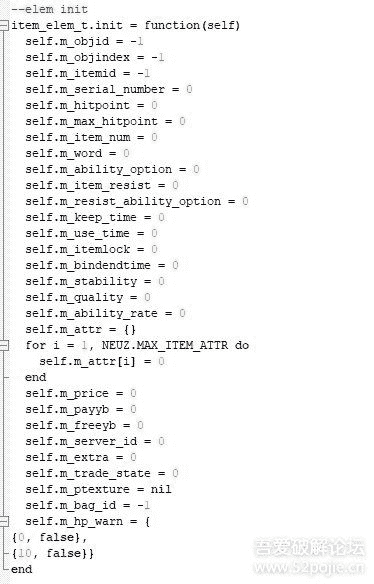 --elem init
item_elem_t.init = function(self)
self.m_objid = -1
self.m_objindex = -1
self.m_itemid = -1
self.m_serial_number = 0
self.m_hitpoint = 0
self.m_max_hitpoint = 0
self.m_item_num = 0
self.m_word = 0
self.m_ability_option = 0
self.m_item_resist = 0
self.m_resist_ability_option = 0
self.m_keep_time = 0
self.m_use_time = 0
self.m_itemlock = 0
self.m_bindendtime = 0
self.m_stability = 0
self.m_quality = 0
self.m_ability_rate = 0
self.m_attr = {}
for i = 1, NEUZ.MAX_ITEM_ATTR do
self.m_attr[i] = 0
end
self.m_price = 0
self.m_payyb = 0
self.m_freeyb = 0
self.m_server_id = 0
self.m_extra = 0
self.m_trade_state = 0
self.m_ptexture = nil
self.m_bag_id = -1
self.m_hp_warn = {
{0, false},
{10, false}}
end
吾爱破解论坛
www.52pojie.cn